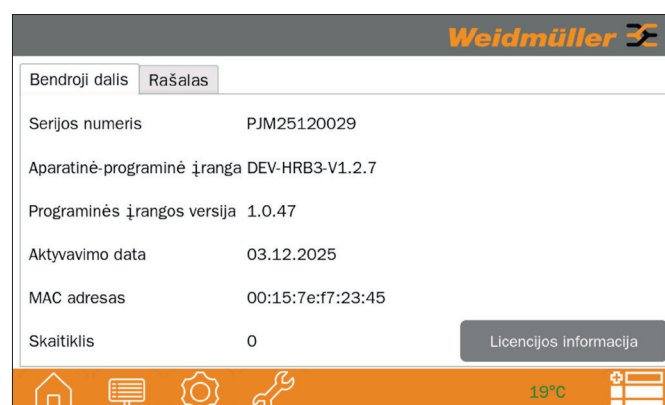 Weidmüller
Bendroji dalis Rašalas
Serijos numeris PJM25120029
Aparatinė-programinė įranga DEV-HRB3-V1.2.7
Programinės įrangos versija 1.0.47
Aktyvavimo data 03.12.2025
MAC adresas 00:15:7e:f7:23:45
Skaitiklis 0 Licencijos informacija
19°C